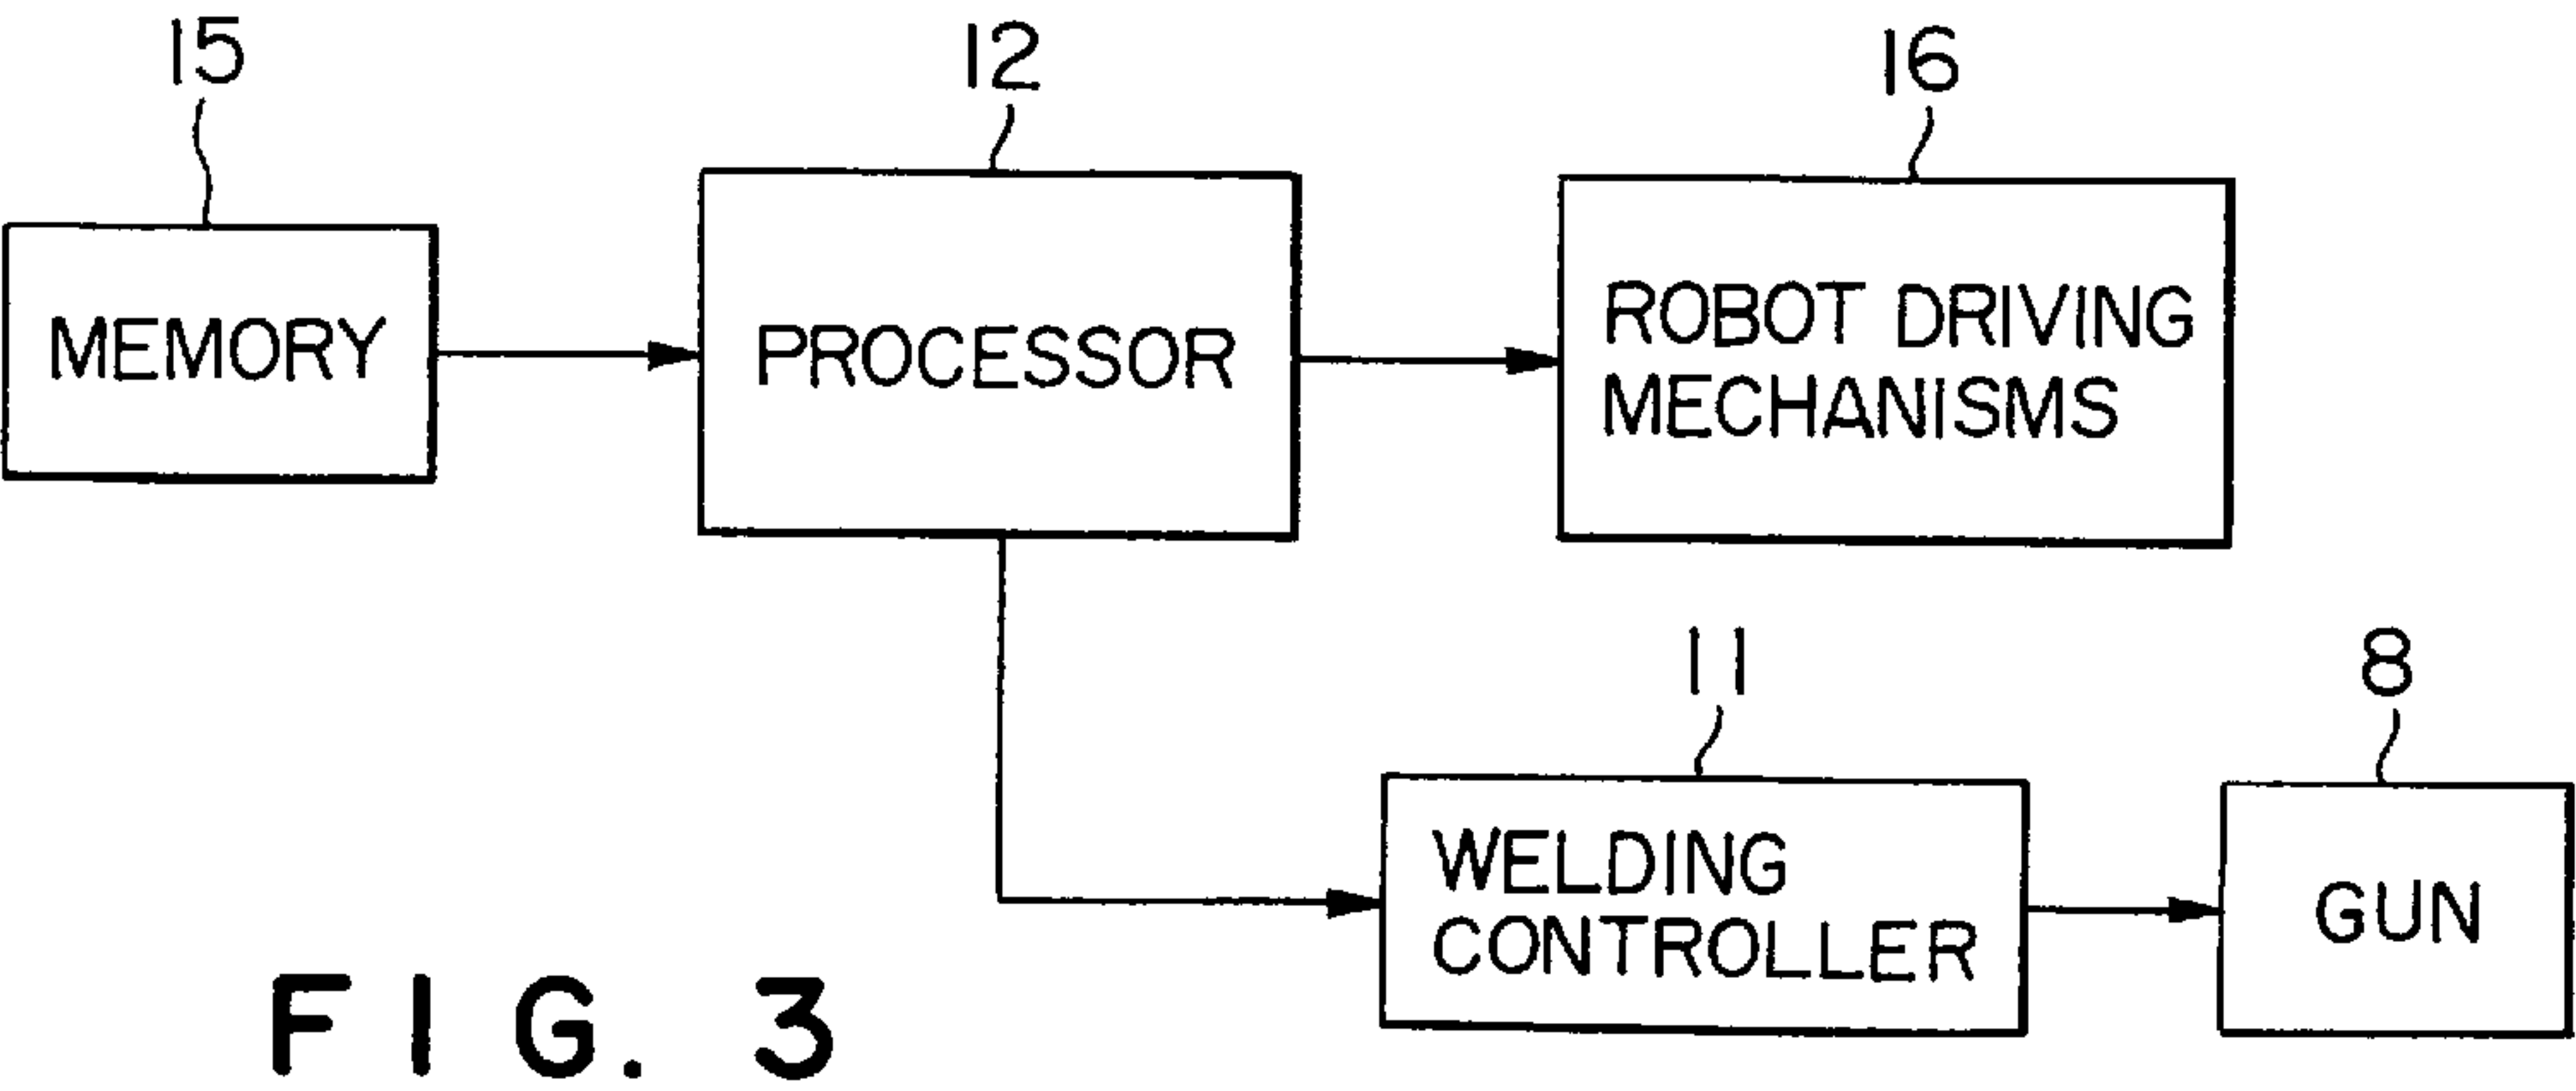 15
12
16
MEMORY
PROCESSOR
ROBOT DRIVING
MECHANISMS
11
8
WELDING
CONTROLLER
GUN
FIG. 3